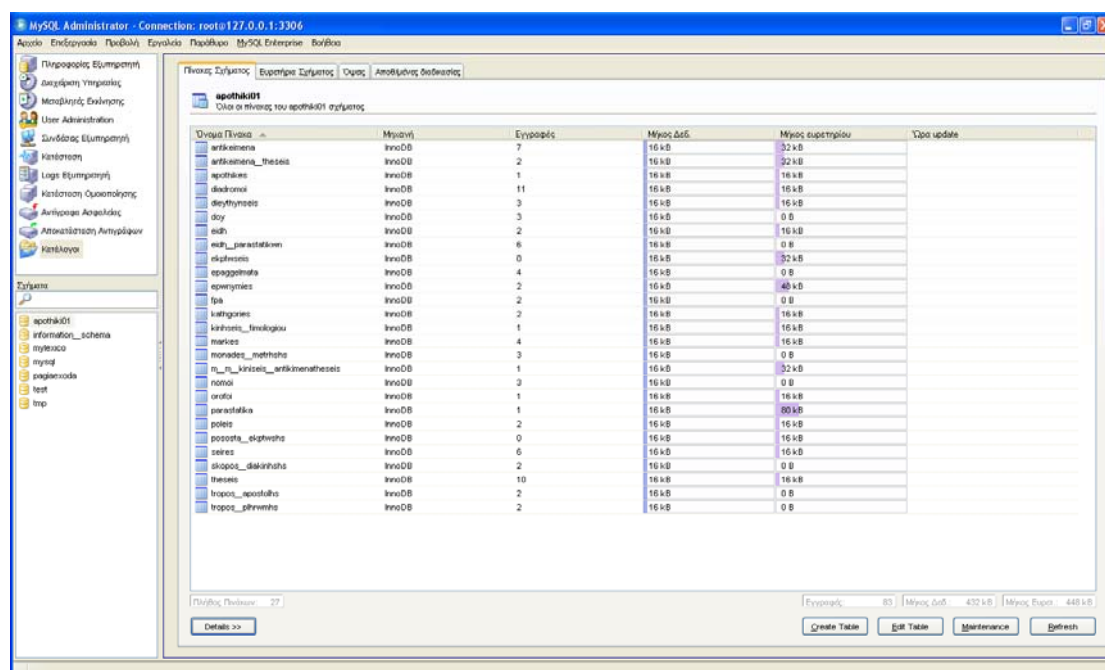 MySQL Administrator - Connection: root@127.0.0.1:3306
Αρχείο Επεξεργασία Προβολή Εργαλεία Παράθυρο MySQL Enterprise Βοήθεια
Πληροφορίες Εξυπηρετητή
Διαχείριση Υπηρεσίας
Μεταβλητές Εκκίνησης
User Administration
Συνδέσεις Εξυπηρετητή
Κατάσταση
Logs Εξυπηρετητή
Κατάσταση Ομοιοποίησης
Αντίγραφα Ασφαλείας
Αποκατάσταση Αντιγράφων
Κατάλογοι
Σχήματα
apothiki01
information_schema
mylexico
mysql
pagiaexoda
test
tmp
Πίνακες Σχήματος Ευρετήρια Σχήματος Όψεις Αποθ/μένες διαδικασίες
apothiki01
Όλοι οι πίνακες του apothiki01 σχήματος
Όνομα Πίνακα Μηχανή Εγγραφές Μήκος Δεδ. Μήκος ευρετηρίου Ώρα update
antikeimena InnoDB 7 16 kB 32 kB
antikeimena_theseis InnoDB 2 16 kB 32 kB
apothikes InnoDB 1 16 kB 16 kB
diadromoi InnoDB 11 16 kB 16 kB
dieythynseis InnoDB 3 16 kB 16 kB
doy InnoDB 3 16 kB 0 B
eidh InnoDB 2 16 kB 16 kB
eidh_parastatikwn InnoDB 6 16 kB 0 B
ekptwseis InnoDB 0 16 kB 32 kB
epaggelmata InnoDB 4 16 kB 0 B
epwnymies InnoDB 2 16 kB 48 kB
fpa InnoDB 2 16 kB 0 B
kathgories InnoDB 2 16 kB 16 kB
kinhseis_timologiou InnoDB 1 16 kB 16 kB
markes InnoDB 4 16 kB 16 kB
monades_metrhshs InnoDB 3 16 kB 0 B
m_m_kiniseis_antikimenatheseis InnoDB 1 16 kB 32 kB
nomoi InnoDB 3 16 kB 0 B
orofoi InnoDB 1 16 kB 16 kB
parastatika InnoDB 1 16 kB 80 kB
poleis InnoDB 2 16 kB 16 kB
pososta_ekptwshs InnoDB 0 16 kB 16 kB
seires InnoDB 6 16 kB 16 kB
skopos_diakinhshs InnoDB 2 16 kB 0 B
theseis InnoDB 10 16 kB 16 kB
tropos_apostolhs InnoDB 2 16 kB 0 B
tropos_plhrwmhs InnoDB 2 16 kB 0 B
Πλήθος Πινάκων: 27 Εγγραφές: 83 Μήκος Δεδ.: 432 kB Μήκος Ευρετ.: 448 kB
Details >> Create Table Edit Table Maintenance Refresh